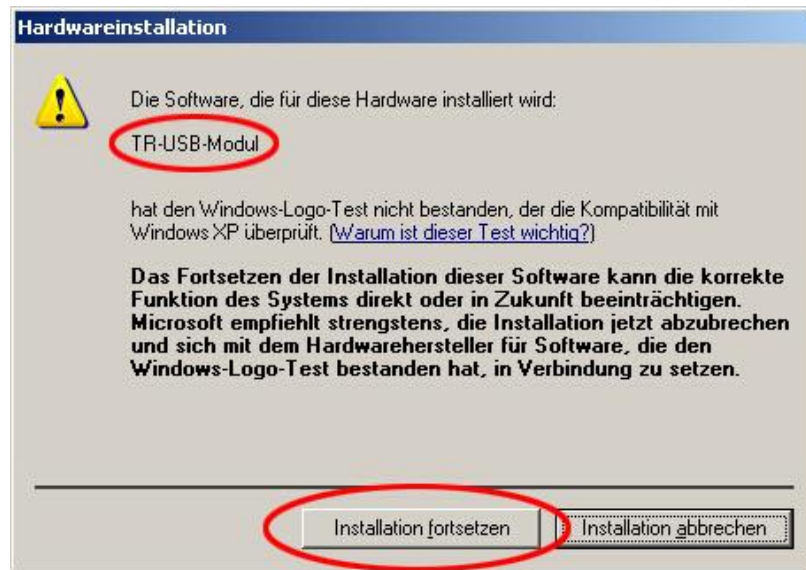 Hardwareinstallation
Die Software, die für diese Hardware installiert wird:
TR-USB-Modul
hat den Windows-Logo-Test nicht bestanden, der die Kompatibilität mit
Windows XP überprüft. (Warum ist dieser Test wichtig?)
Das Fortsetzen der Installation dieser Software kann die korrekte
Funktion des Systems direkt oder in Zukunft beeinträchtigen.
Microsoft empfiehlt strengstens, die Installation jetzt abzubrechen
und sich mit dem Hardwarehersteller für Software, die den
Windows-Logo-Test bestanden hat, in Verbindung zu setzen.
Installation fortsetzen Installation abbrechen